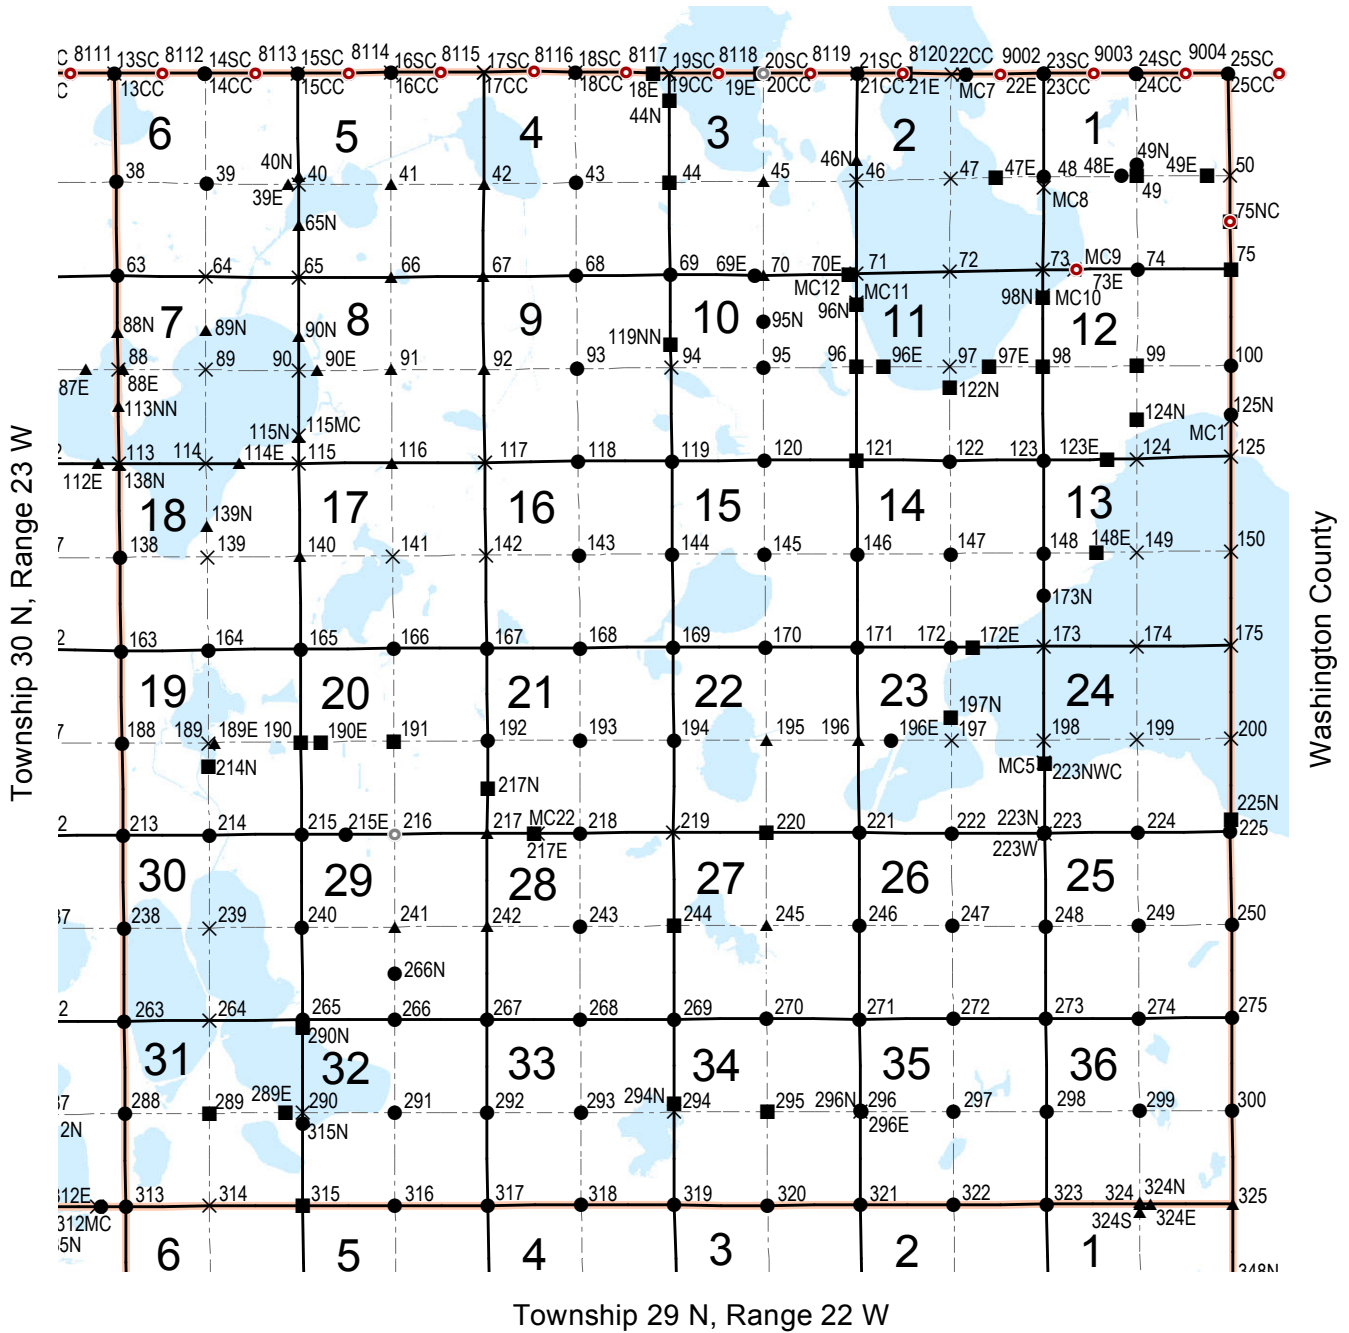 C 8111 13SC 8112 14SC 8113 15SC 8114 16SC 8115 17SC 8116 18SC 8117 19SC 8118 20SC 8119 21SC 8120 22CC 9002 23SC 9003 24SC 9004 25SC
C 13CC 14CC 15CC 16CC 17CC 18CC 18E 19CC 19E 20CC 21CC 21E MC7 22E 23CC 24CC 25CC
44N
6 5 4 3 2 1
40N 46N 49N
38 39 40 41 42 43 44 45 46 47 47E 48 48E 49E 50
39E MC8 49
65N 75NC
63 64 65 66 67 68 69 69E 70 70E 71 72 73 MC9 74 75
MC12 MC11 73E
96N 98N MC10
7 8 9 10 11 12
88N 89N 90N 119NN 95N
88 89 90 90E 91 92 93 94 95 96 96E 97 97E 98 99 100
87E 88E 122N
113NN 124N 125N
115N 115MC MC1
2 113 114 114E 115 116 117 118 119 120 121 122 123 123E 124 125
112E 138N
18 17 16 15 14 13
139N
7 138 139 140 141 142 143 144 145 146 147 148 148E 149 150
173N
2 163 164 165 166 167 168 169 170 171 172 172E 173 174 175
19 20 21 22 23 24
197N
7 188 189 189E 190 190E 191 192 193 194 195 196 196E 197 198 199 200
214N MC5 223NWC
217N
225N
2 213 214 215 215E 216 217 MC22 218 219 220 221 222 223N 223 224 225
217E 223W
30 29 28 27 26 25
37 238 239 240 241 242 243 244 245 246 247 248 249 250
266N
2 263 264 265 266 267 268 269 270 271 272 273 274 275
290N
31 32 33 34 35 36
37 288 289 289E 290 291 292 293 294N 294 295 296N 296 297 298 299 300
2N 315N 296E
312E 313 314 315 316 317 318 319 320 321 322 323 324 324N 325
312MC 324S 324E
35N
6 5 4 3 2 1
348N
Township 30 N, Range 23 W
Washington County
Township 29 N, Range 22 W